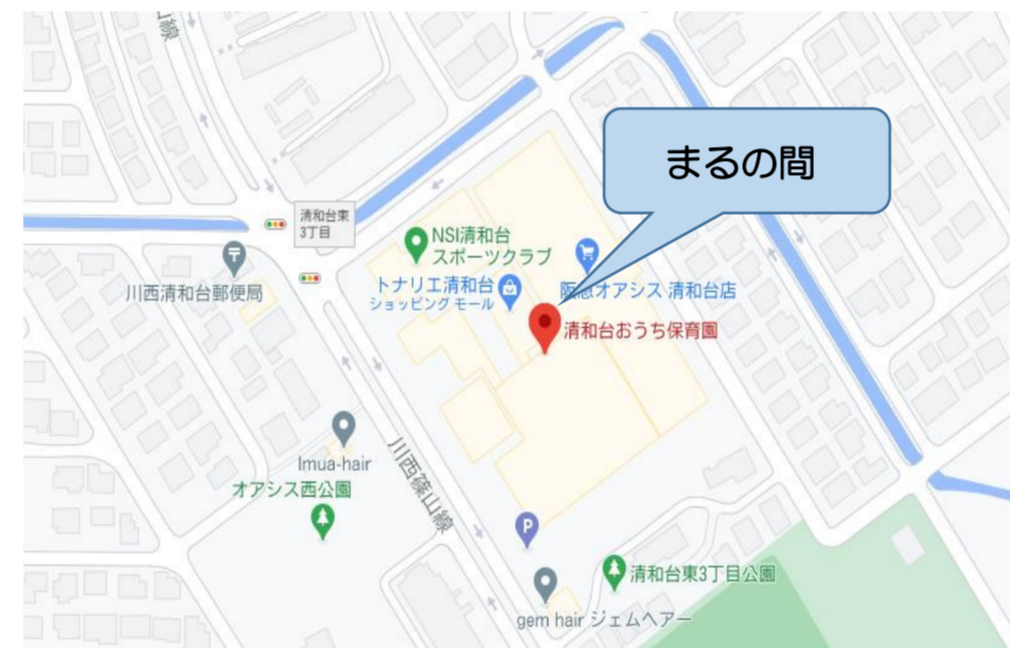 線
まるの間
清和台東
3丁目
NSI清和台
スポーツクラブ
トナリエ清和台
ショッピング モール
阪急オアシス 清和台店
川西清和台郵便局
清和台おうち保育園
Imua-hair
オアシス西公園
川西篠山線
P
清和台東3丁目公園
gem hair ジェムヘアー